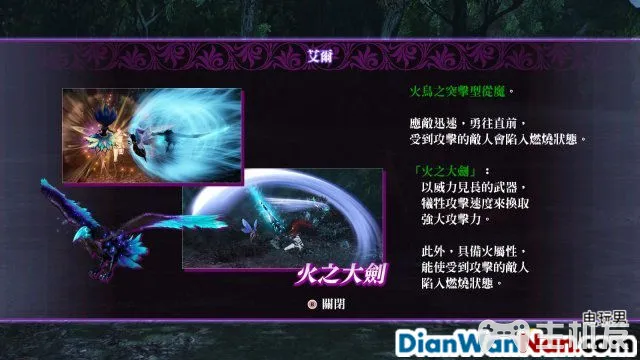 艾爾
火鳥之突擊型從魔。
應敵迅速，勇往直前，
受到攻擊的敵人會陷入燃燒狀態。
「火之大劍」：
以威力見長的武器，
犧牲攻擊速度來換取
強大攻擊力。
此外，具備火屬性，
能使受到攻擊的敵人
陷入燃燒狀態。
火之大劍
關閉
电玩男
DianWanNan.com